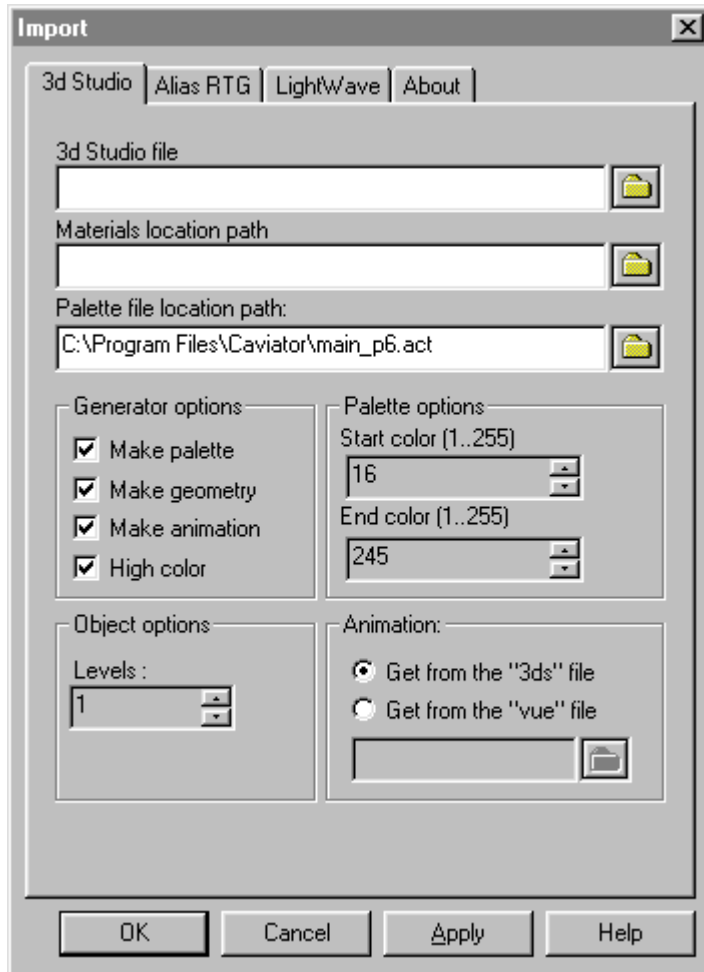 Import
3d Studio Alias RTG LightWave About
3d Studio file
Materials location path
Palette file location path:
C:\Program Files\Caviator\main_p6.act
Generator options
Make palette
Make geometry
Make animation
High color
Palette options
Start color (1..255)
16
End color (1..255)
245
Object options
Levels :
1
Animation:
Get from the "3ds" file
Get from the "vue" file
OK Cancel Apply Help